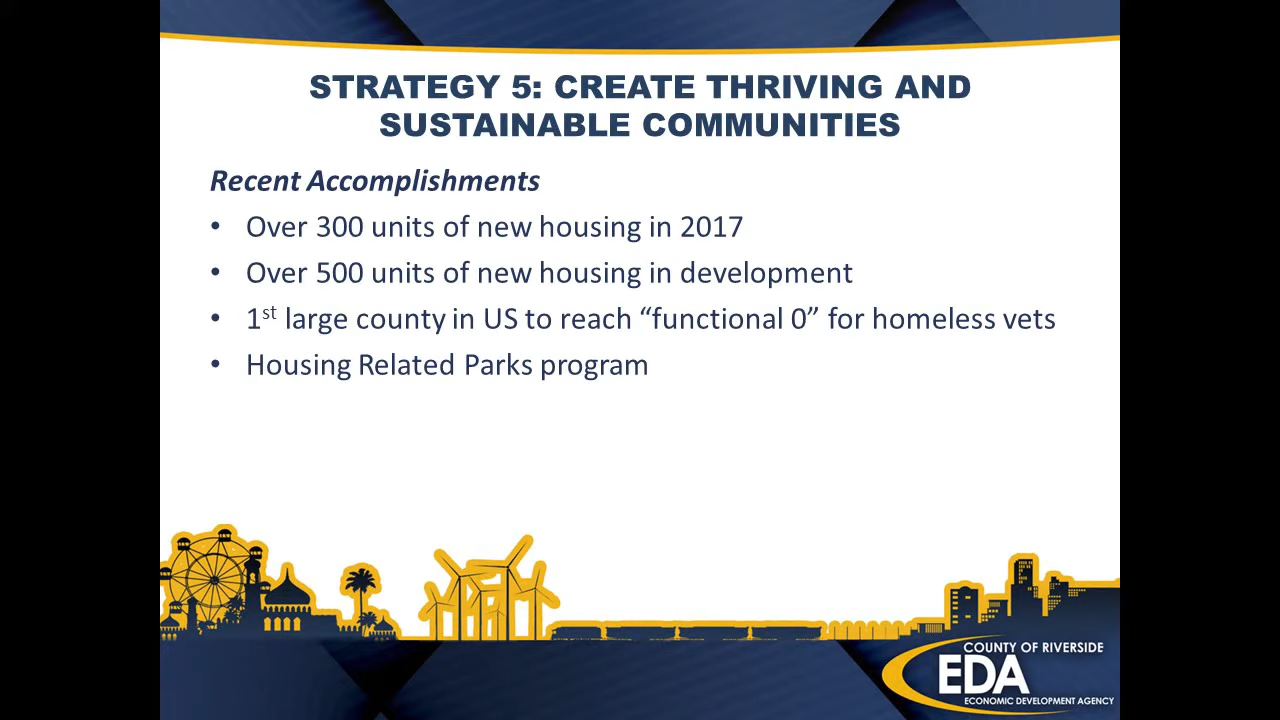 STRATEGY 5: CREATE THRIVING AND
SUSTAINABLE COMMUNITIES
Recent Accomplishments
• Over 300 units of new housing in 2017
• Over 500 units of new housing in development
• 1st large county in US to reach “functional 0” for homeless vets
• Housing Related Parks program
COUNTY OF RIVERSIDE
EDA
ECONOMIC DEVELOPMENT AGENCY